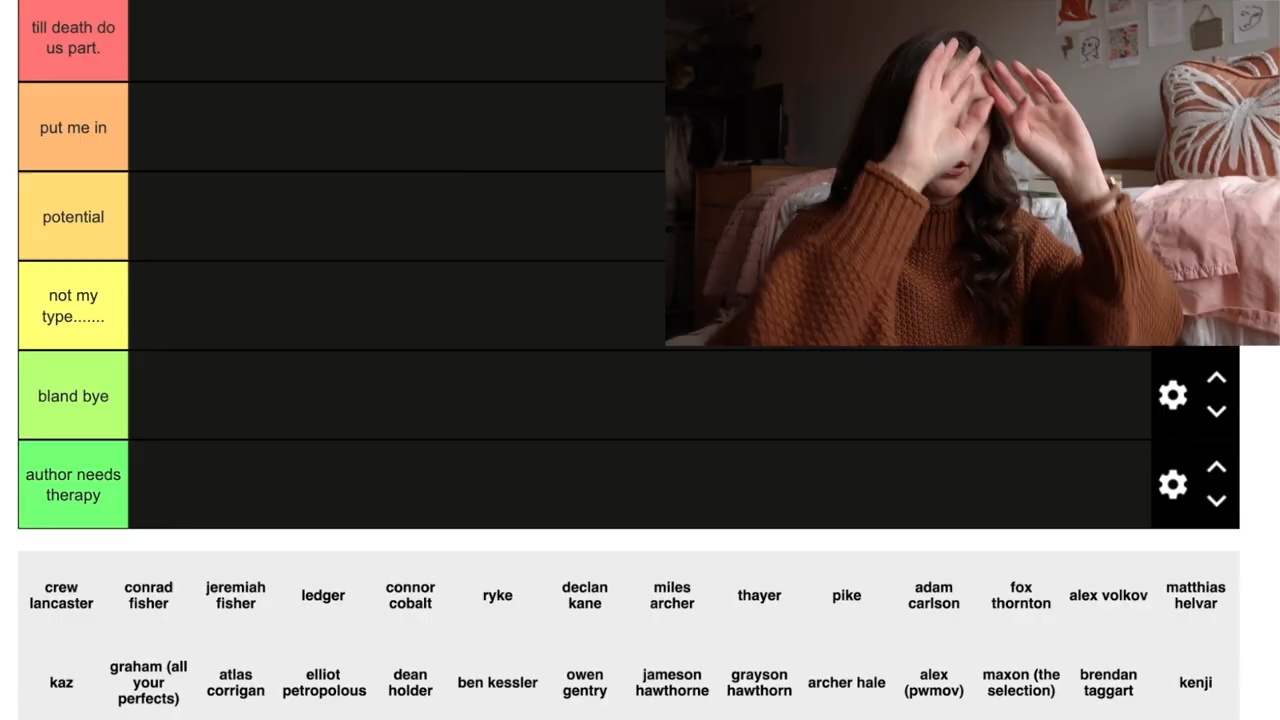 till death do
us part.
put me in
potential
not my
type.......
bland bye
author needs
therapy
crew
lancaster
conrad
fisher
jeremiah
fisher
ledger
connor
cobalt
ryke
declan
kane
miles
archer
thayer
pike
adam
carlson
fox
thornton
alex volkov
matthias
helvar
kaz
graham (all
your
perfects)
atlas
corrigan
elliot
petropolous
dean
holder
ben kessler
owen
gentry
jameson
hawthorne
grayson
hawthorn
archer hale
alex
(pwmov)
maxon (the
selection)
brendan
taggart
kenji